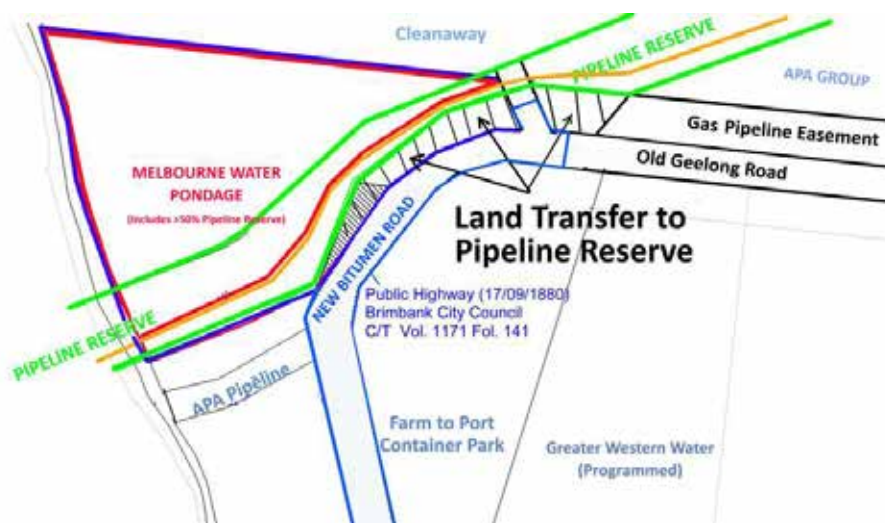 Cleanaway
PIPELINE RESERVE
APA GROUP
Gas Pipeline Easement
Old Geelong Road
MELBOURNE WATER
PONDAGE
(Includes >50% Pipeline Reserve)
Land Transfer to
Pipeline Reserve
NEW BITUMEN ROAD
Public Highway (17/09/1880)
Brimbank City Council
C/T Vol. 1171 Fol. 141
PIPELINE RESERVE
APA Pipeline
Farm to Port
Container Park
Greater Western Water
(Programmed)